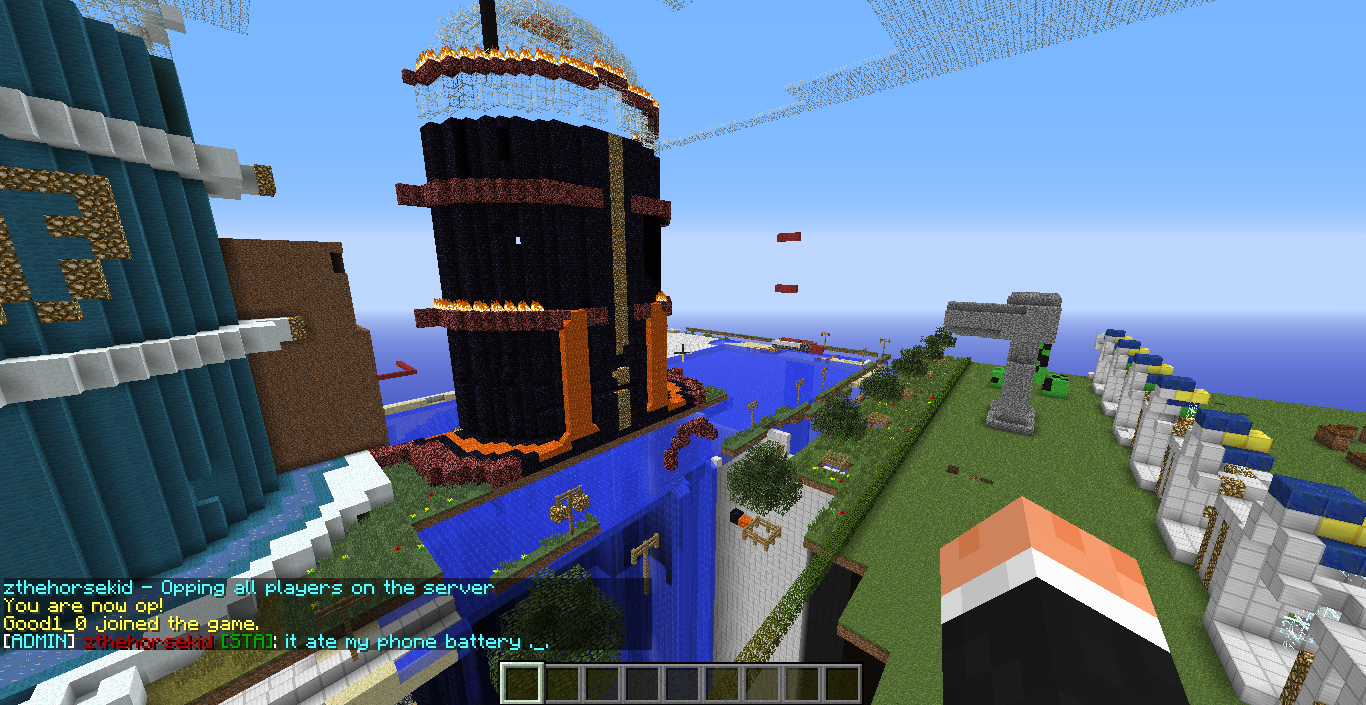 zthehorsekid - Opping all players on the server
You are now op!
Good1_0 joined the game.
[ADMIN] zthehorsekid [STA]: it ate my phone battery ._.